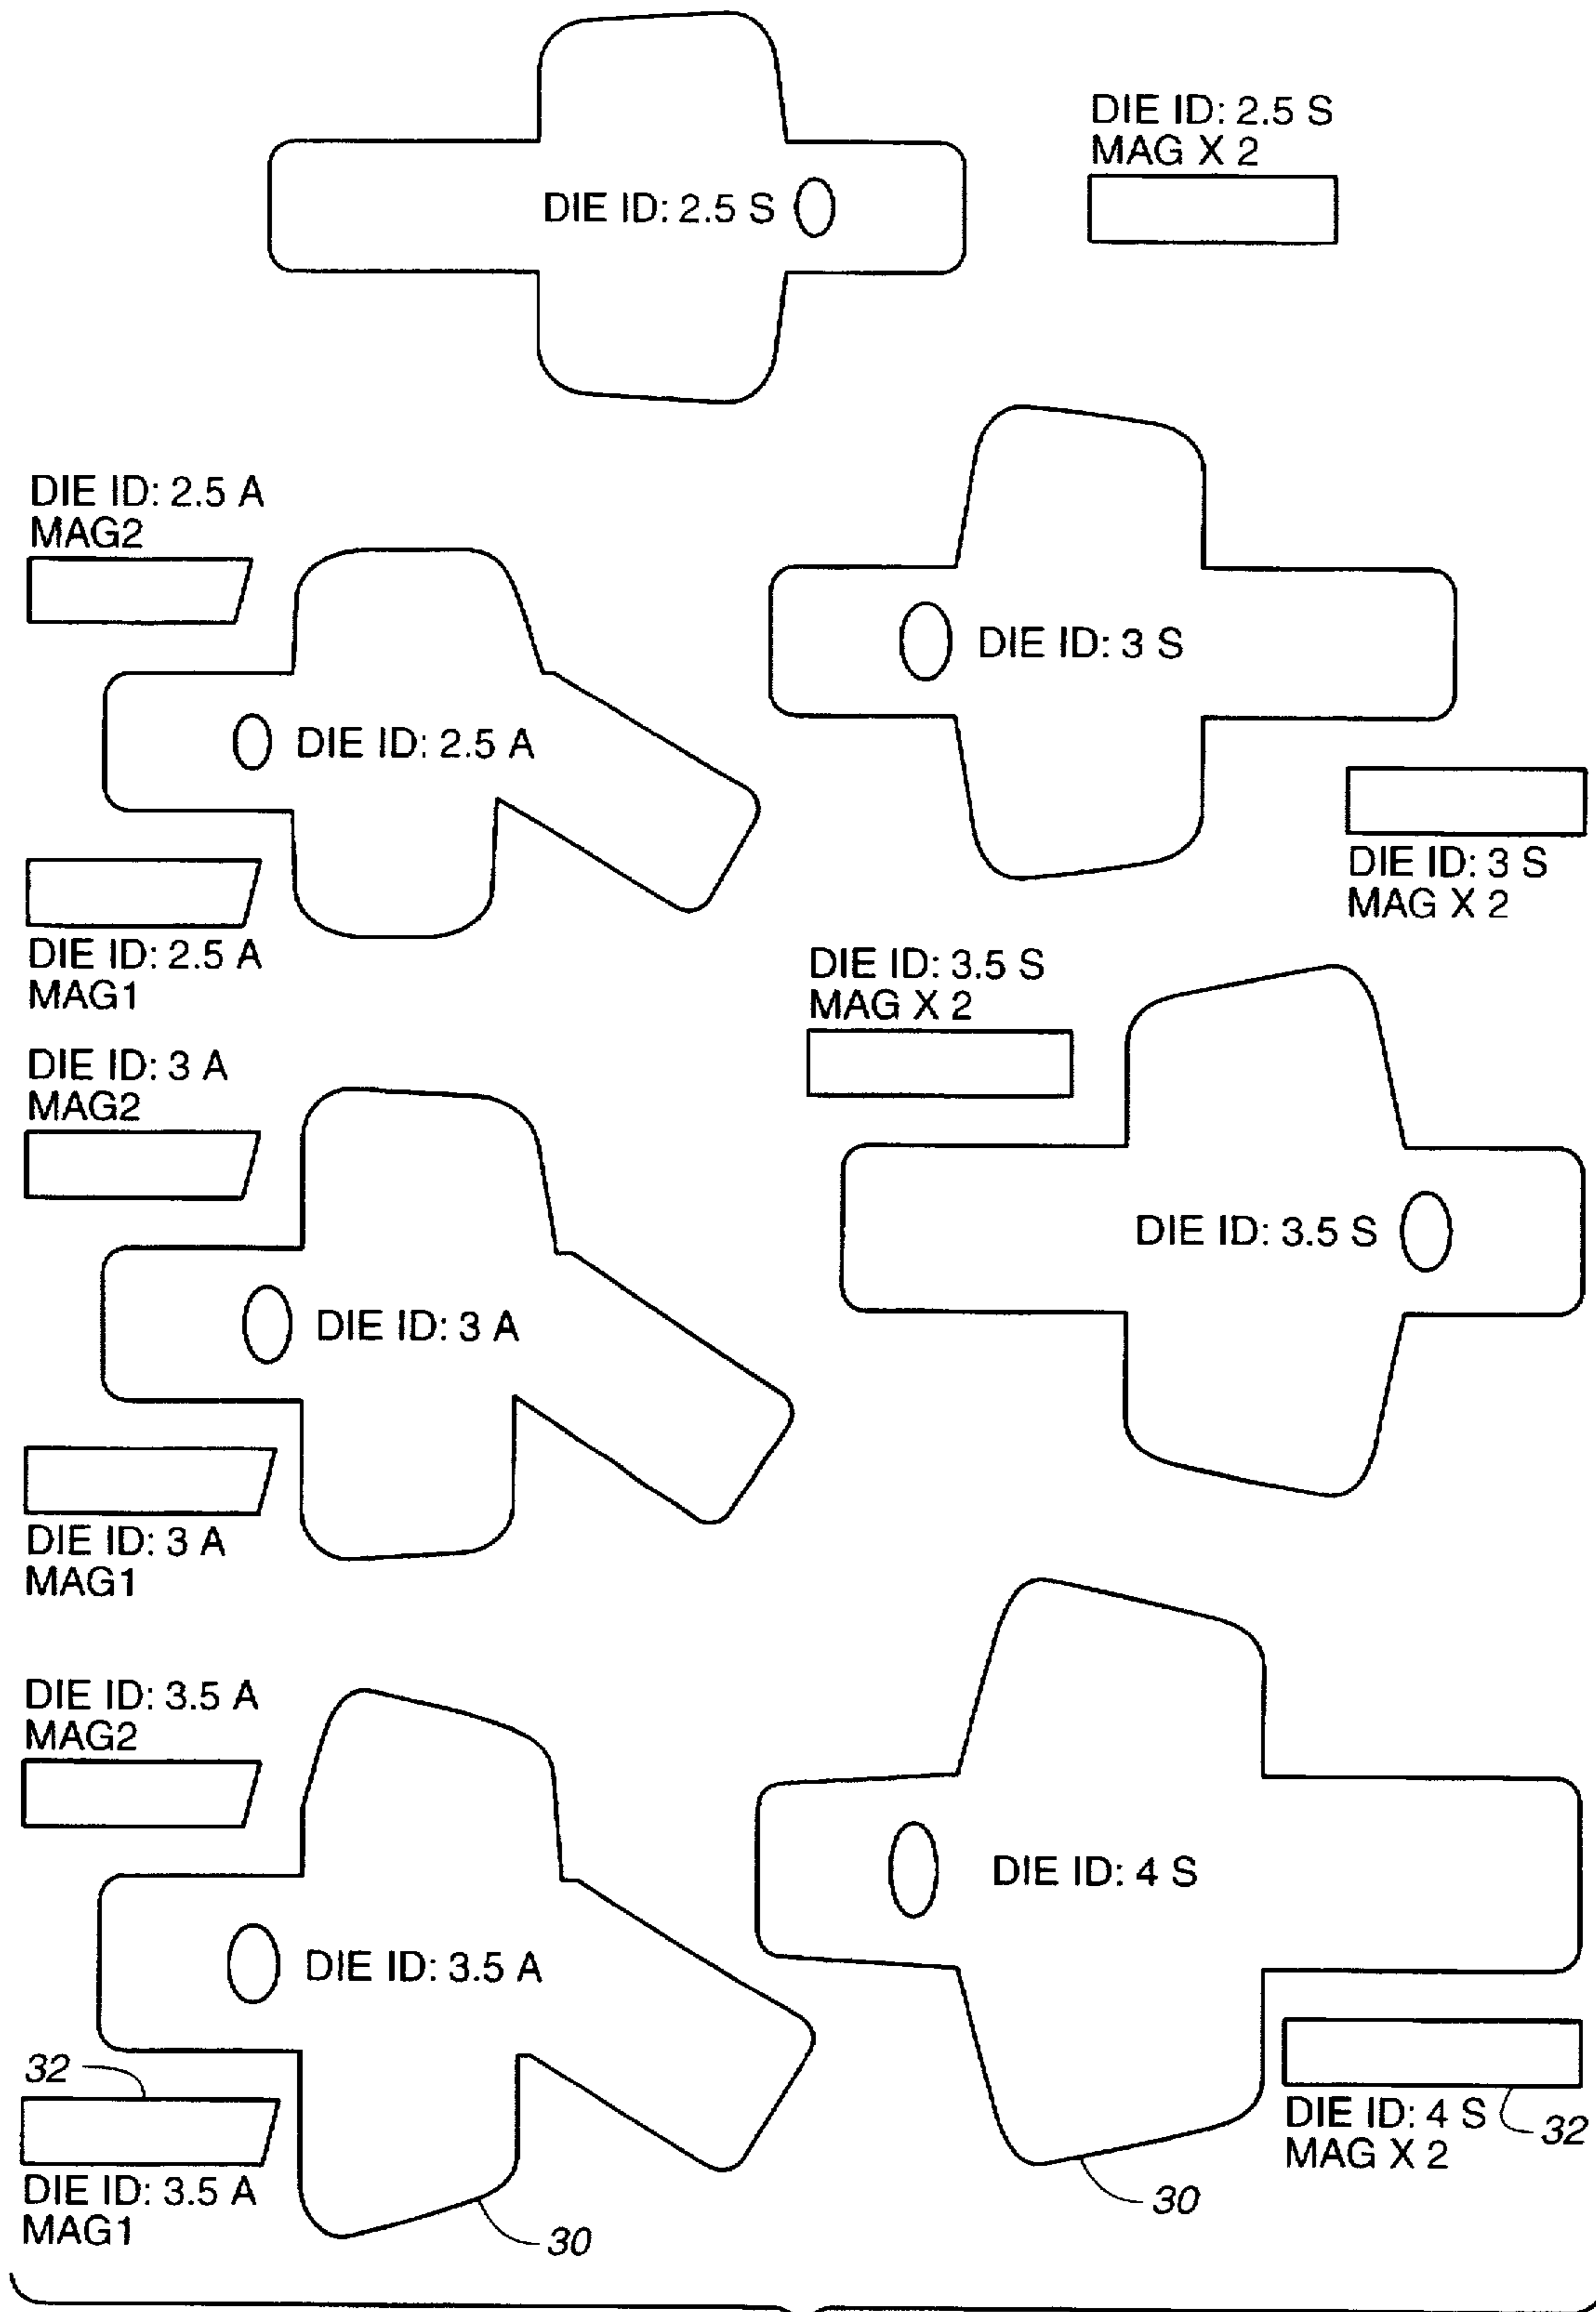 DIE ID: 2.5 S
MAG X 2
DIE ID: 2.5 S
DIE ID: 2.5 A
MAG2
DIE ID: 3 S
DIE ID: 2.5 A
DIE ID: 3 S
MAG X 2
DIE ID: 2.5 A
MAG1
DIE ID: 3.5 S
MAG X 2
DIE ID: 3 A
MAG2
DIE ID: 3.5 S
DIE ID: 3 A
DIE ID: 3 A
MAG1
DIE ID: 3.5 A
MAG2
DIE ID: 4 S
DIE ID: 3.5 A
32
DIE ID: 4 S
MAG X 2
32
DIE ID: 3.5 A
MAG1
30
30